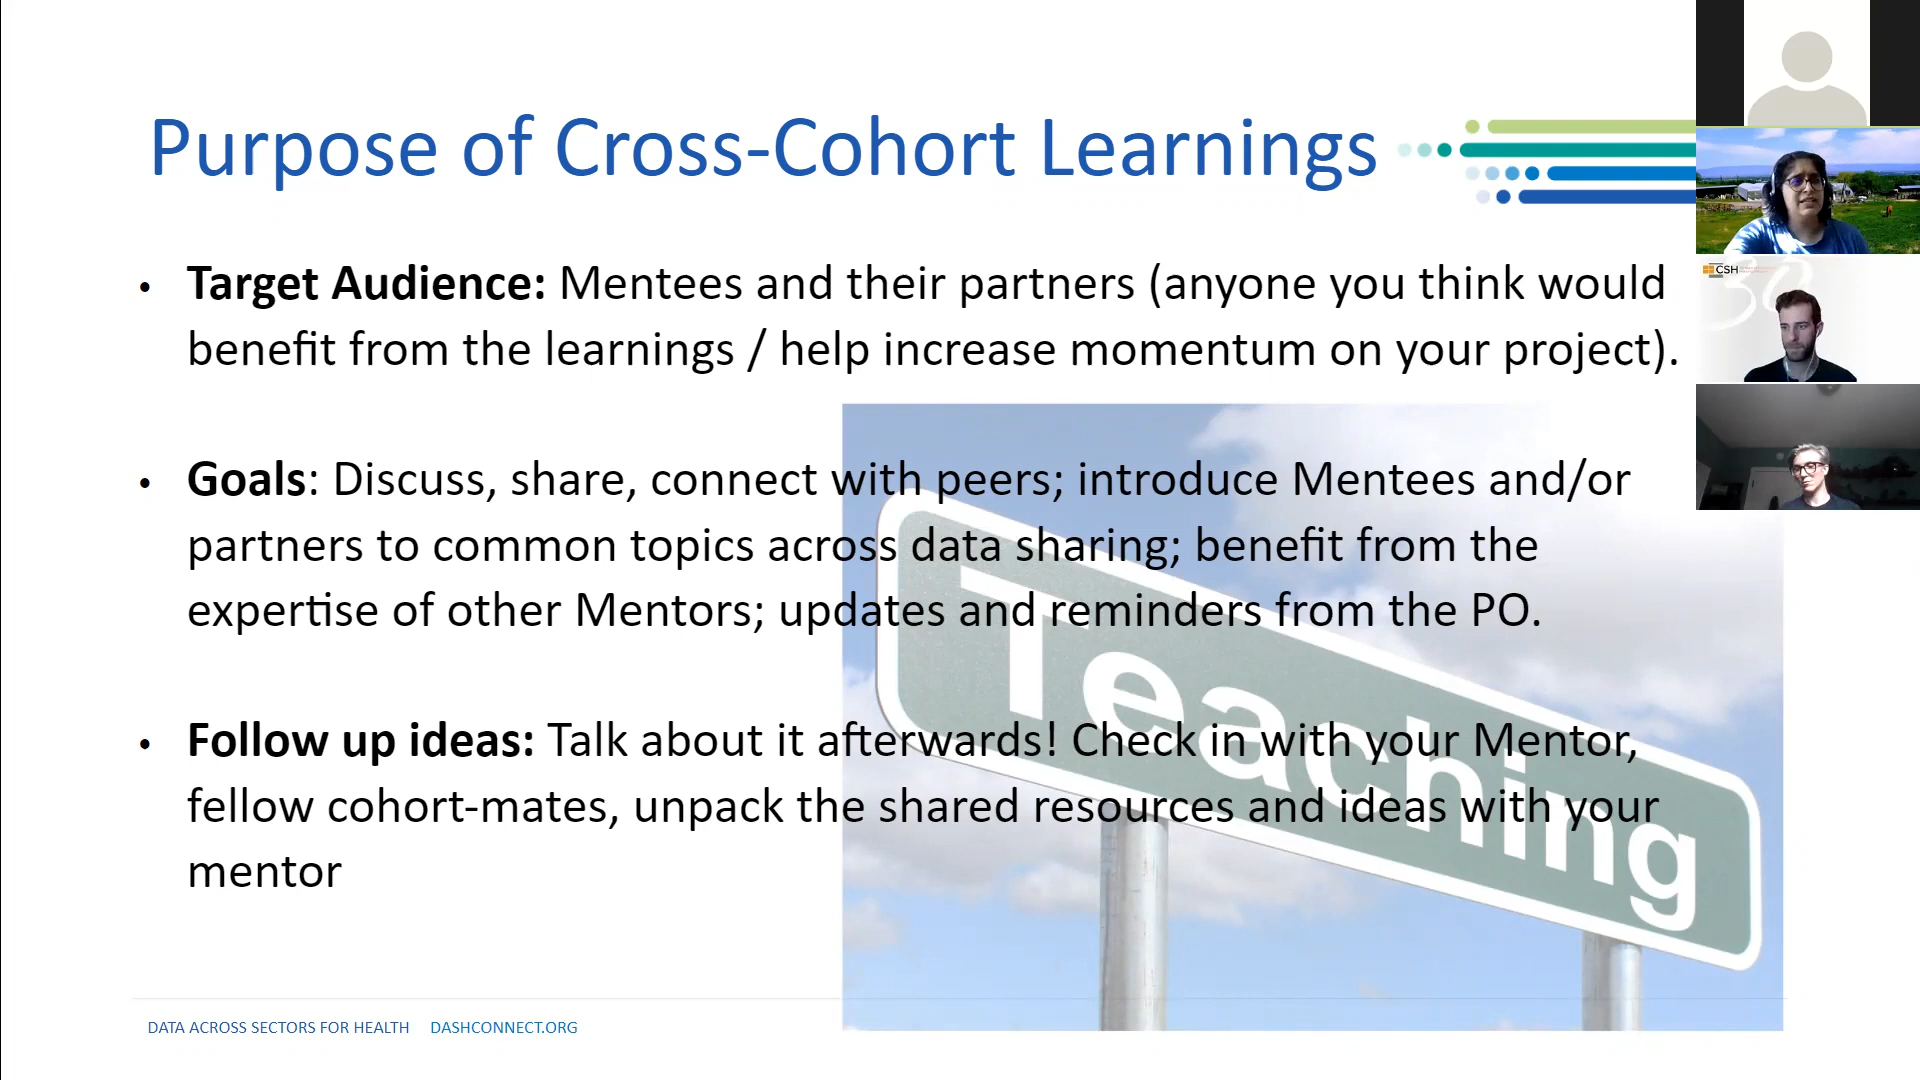 Purpose of Cross-Cohort Learnings
• Target Audience: Mentees and their partners (anyone you think would
benefit from the learnings / help increase momentum on your project).
• Goals: Discuss, share, connect with peers; introduce Mentees and/or
partners to common topics across data sharing; benefit from the
expertise of other Mentors; updates and reminders from the PO.
• Follow up ideas: Talk about it afterwards! Check in with your Mentor,
fellow cohort-mates, unpack the shared resources and ideas with your
mentor
Teaching
DATA ACROSS SECTORS FOR HEALTH DASHCONNECT.ORG
CSH
30